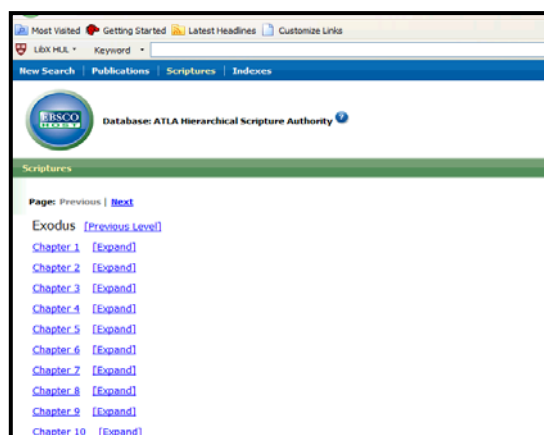 Most Visited Getting Started Latest Headlines Customize Links
LibX HUL Keyword
New Search | Publications | Scriptures | Indexes
EBSCO
HOST
Database: ATLA Hierarchical Scripture Authority ?
Scriptures
Page: Previous | Next
Exodus [Previous Level]
Chapter 1 [Expand]
Chapter 2 [Expand]
Chapter 3 [Expand]
Chapter 4 [Expand]
Chapter 5 [Expand]
Chapter 6 [Expand]
Chapter 7 [Expand]
Chapter 8 [Expand]
Chapter 9 [Expand]
Chapter 10 [Expand]